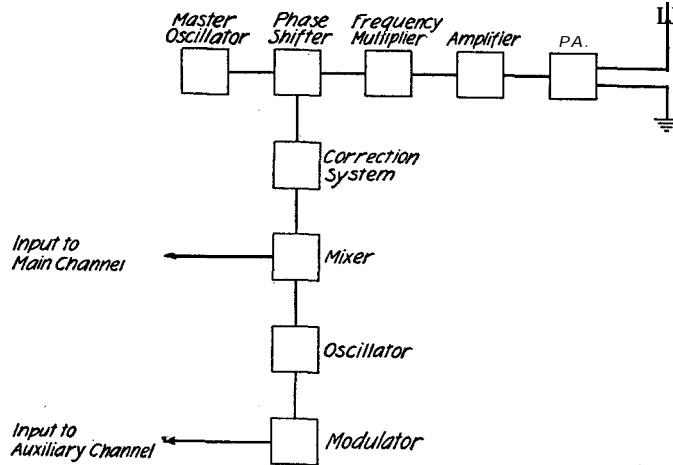 Master
Oscillator
Phase
Shifter
Frequency
Multiplier
Amplifier
P.A.
Correction
System
Input to
Main Channel
Mixer
Oscillator
Input to
Auxiliary Channel
Modulator